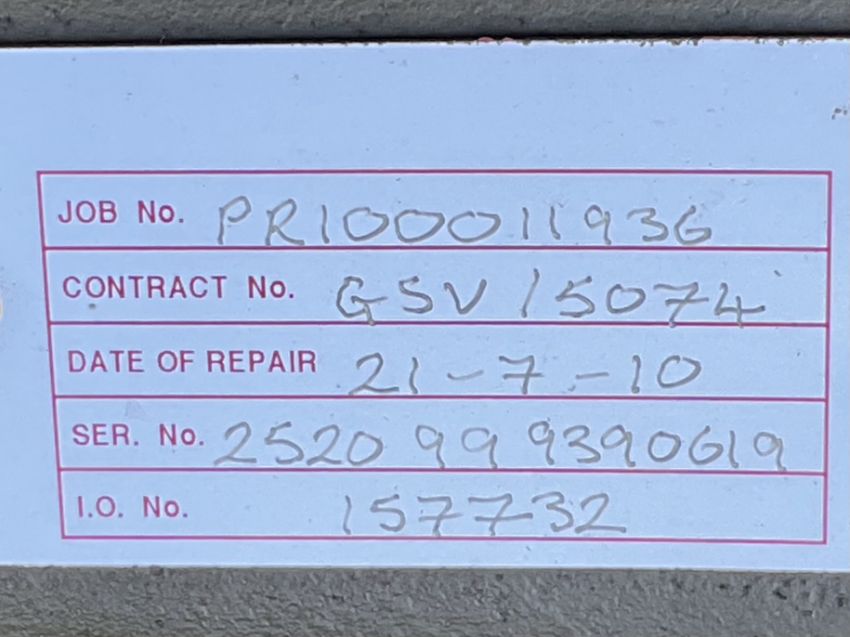 JOB No. PR100011936
CONTRACT No. GSV 15074
DATE OF REPAIR 21-7-10
SER. No. 2520 99 9390619
I.O. No. 157732